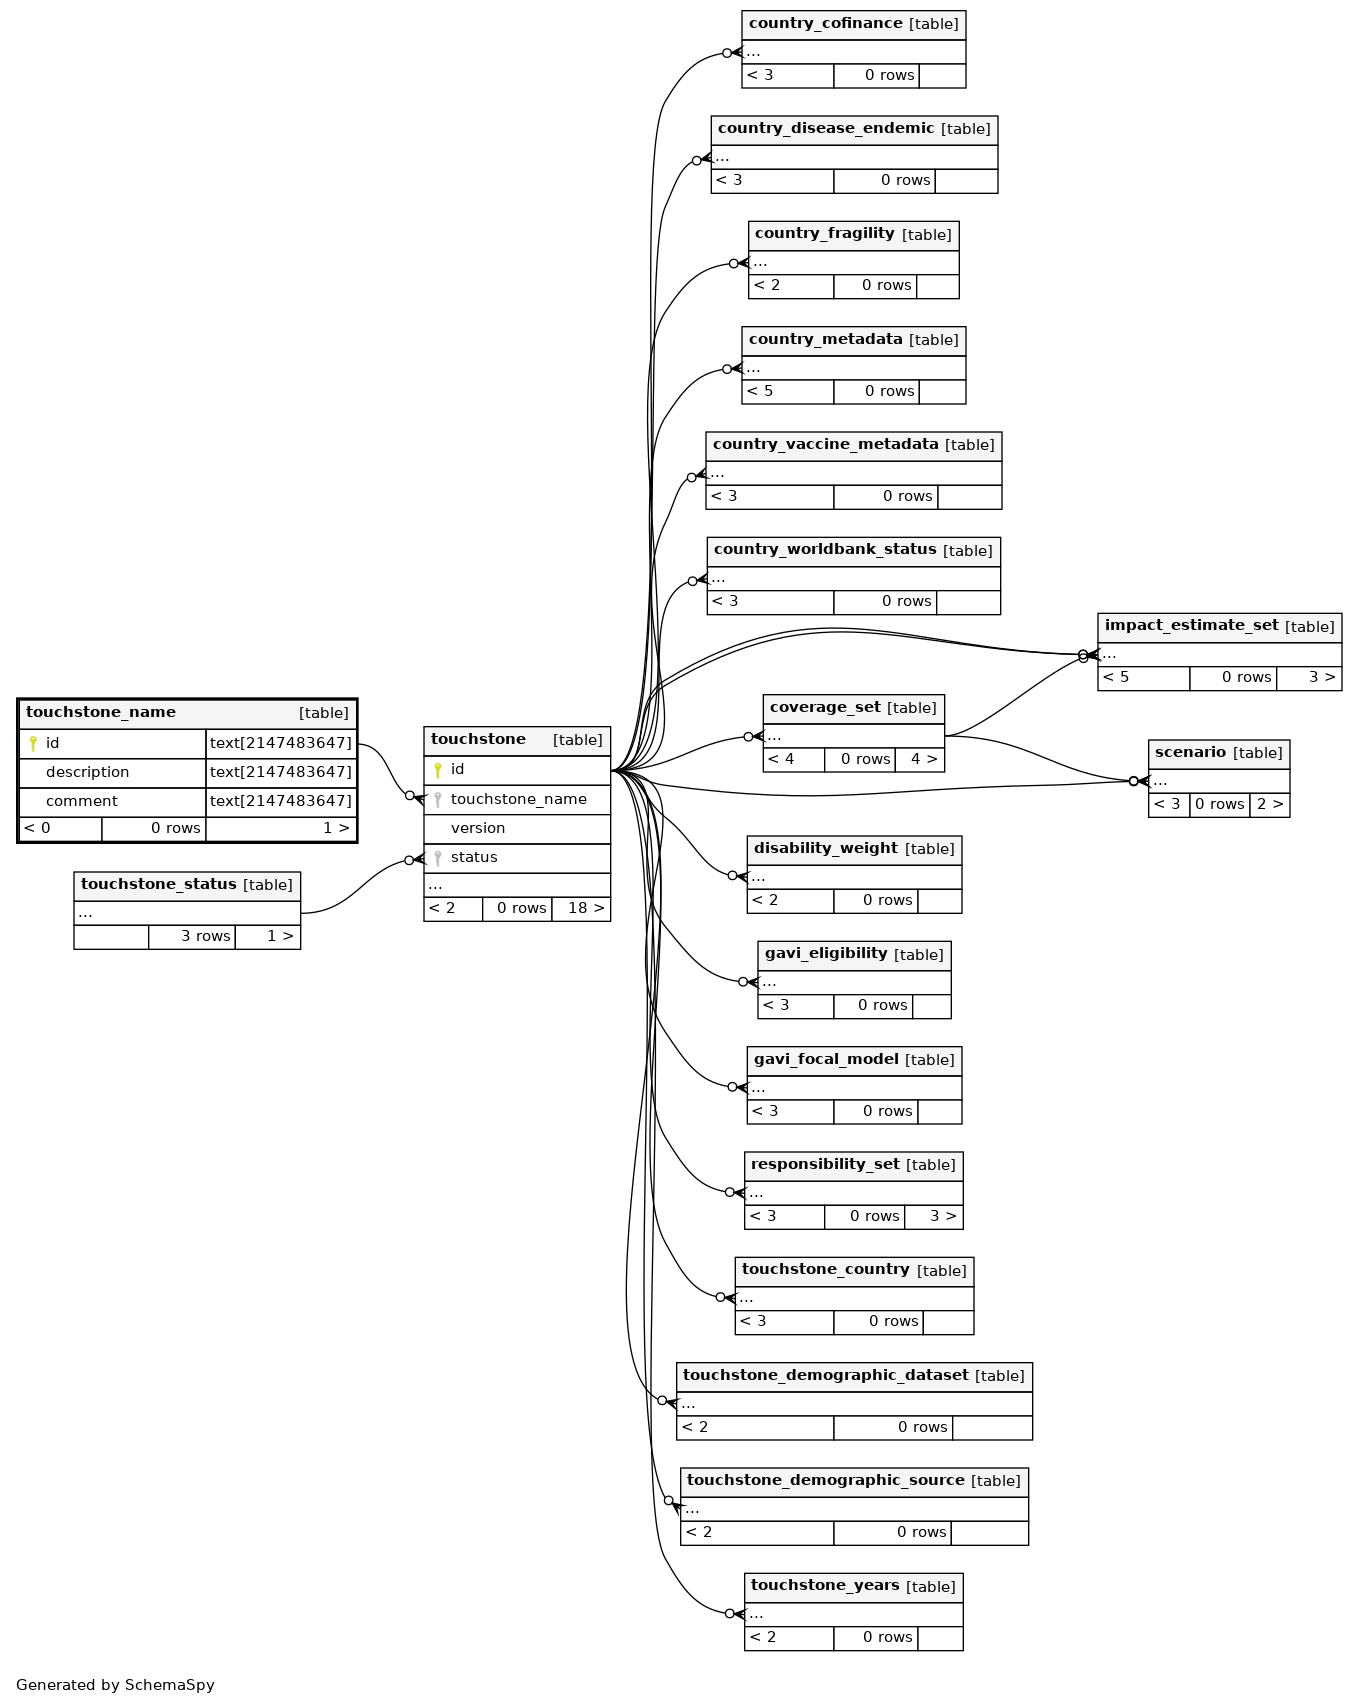 country_cofinance [table]
...
< 3 0 rows
country_disease_endemic [table]
...
< 3 0 rows
country_fragility [table]
...
< 2 0 rows
country_metadata [table]
...
< 5 0 rows
country_vaccine_metadata [table]
...
< 3 0 rows
country_worldbank_status [table]
...
< 3 0 rows
impact_estimate_set [table]
...
< 5 0 rows 3 >
touchstone_name [table]
id text[2147483647]
description text[2147483647]
comment text[2147483647]
< 0 0 rows 1 >
touchstone_status [table]
...
3 rows 1 >
touchstone [table]
id
touchstone_name
version
status
...
< 2 0 rows 18 >
coverage_set [table]
...
< 4 0 rows 4 >
scenario [table]
...
< 3 0 rows 2 >
disability_weight [table]
...
< 2 0 rows
gavi_eligibility [table]
...
< 3 0 rows
gavi_focal_model [table]
...
< 3 0 rows
responsibility_set [table]
...
< 3 0 rows 3 >
touchstone_country [table]
...
< 3 0 rows
touchstone_demographic_dataset [table]
...
< 2 0 rows
touchstone_demographic_source [table]
...
< 2 0 rows
touchstone_years [table]
...
< 2 0 rows
Generated by SchemaSpy